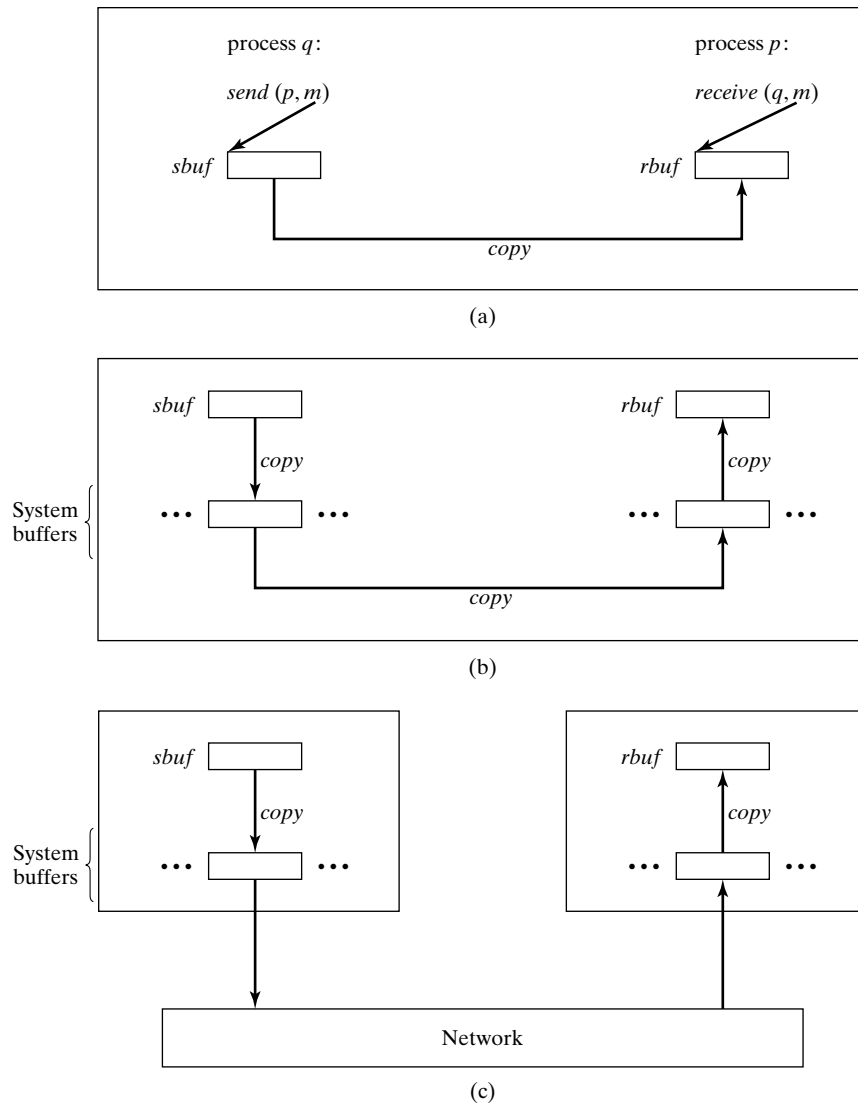 process q: process p:
send (p, m) receive (q, m)
sbuf rbuf
copy
(a)
sbuf rbuf
copy copy
System
buffers
••• ••• ••• •••
copy
(b)
sbuf rbuf
copy copy
System
buffers
••• ••• ••• •••
Network
(c)